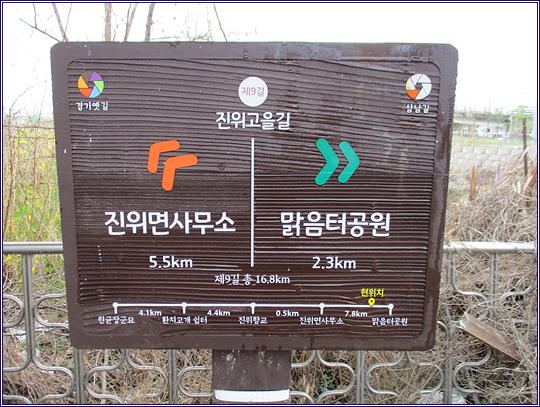 경기옛길
제9길
삼남길
진위고을길
진위면사무소
맑음터공원
5.5km
2.3km
제9길 총 16.8km
현위치
4.1km
4.4km
0.5km
7.8km
원균장군묘
흰치고개 쉼터
진위향교
진위면사무소
맑음터공원